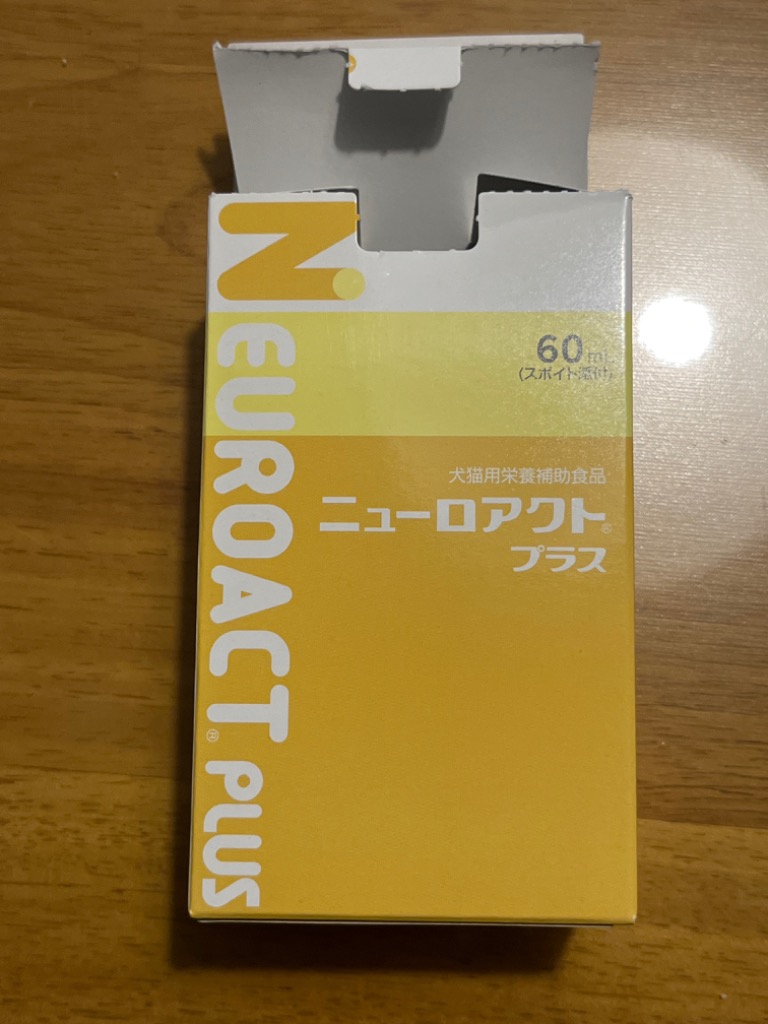 NEUROACT® PLUS
60mL
(スポイト添付)
犬猫用栄養補助食品
ニューロアクト®
プラス